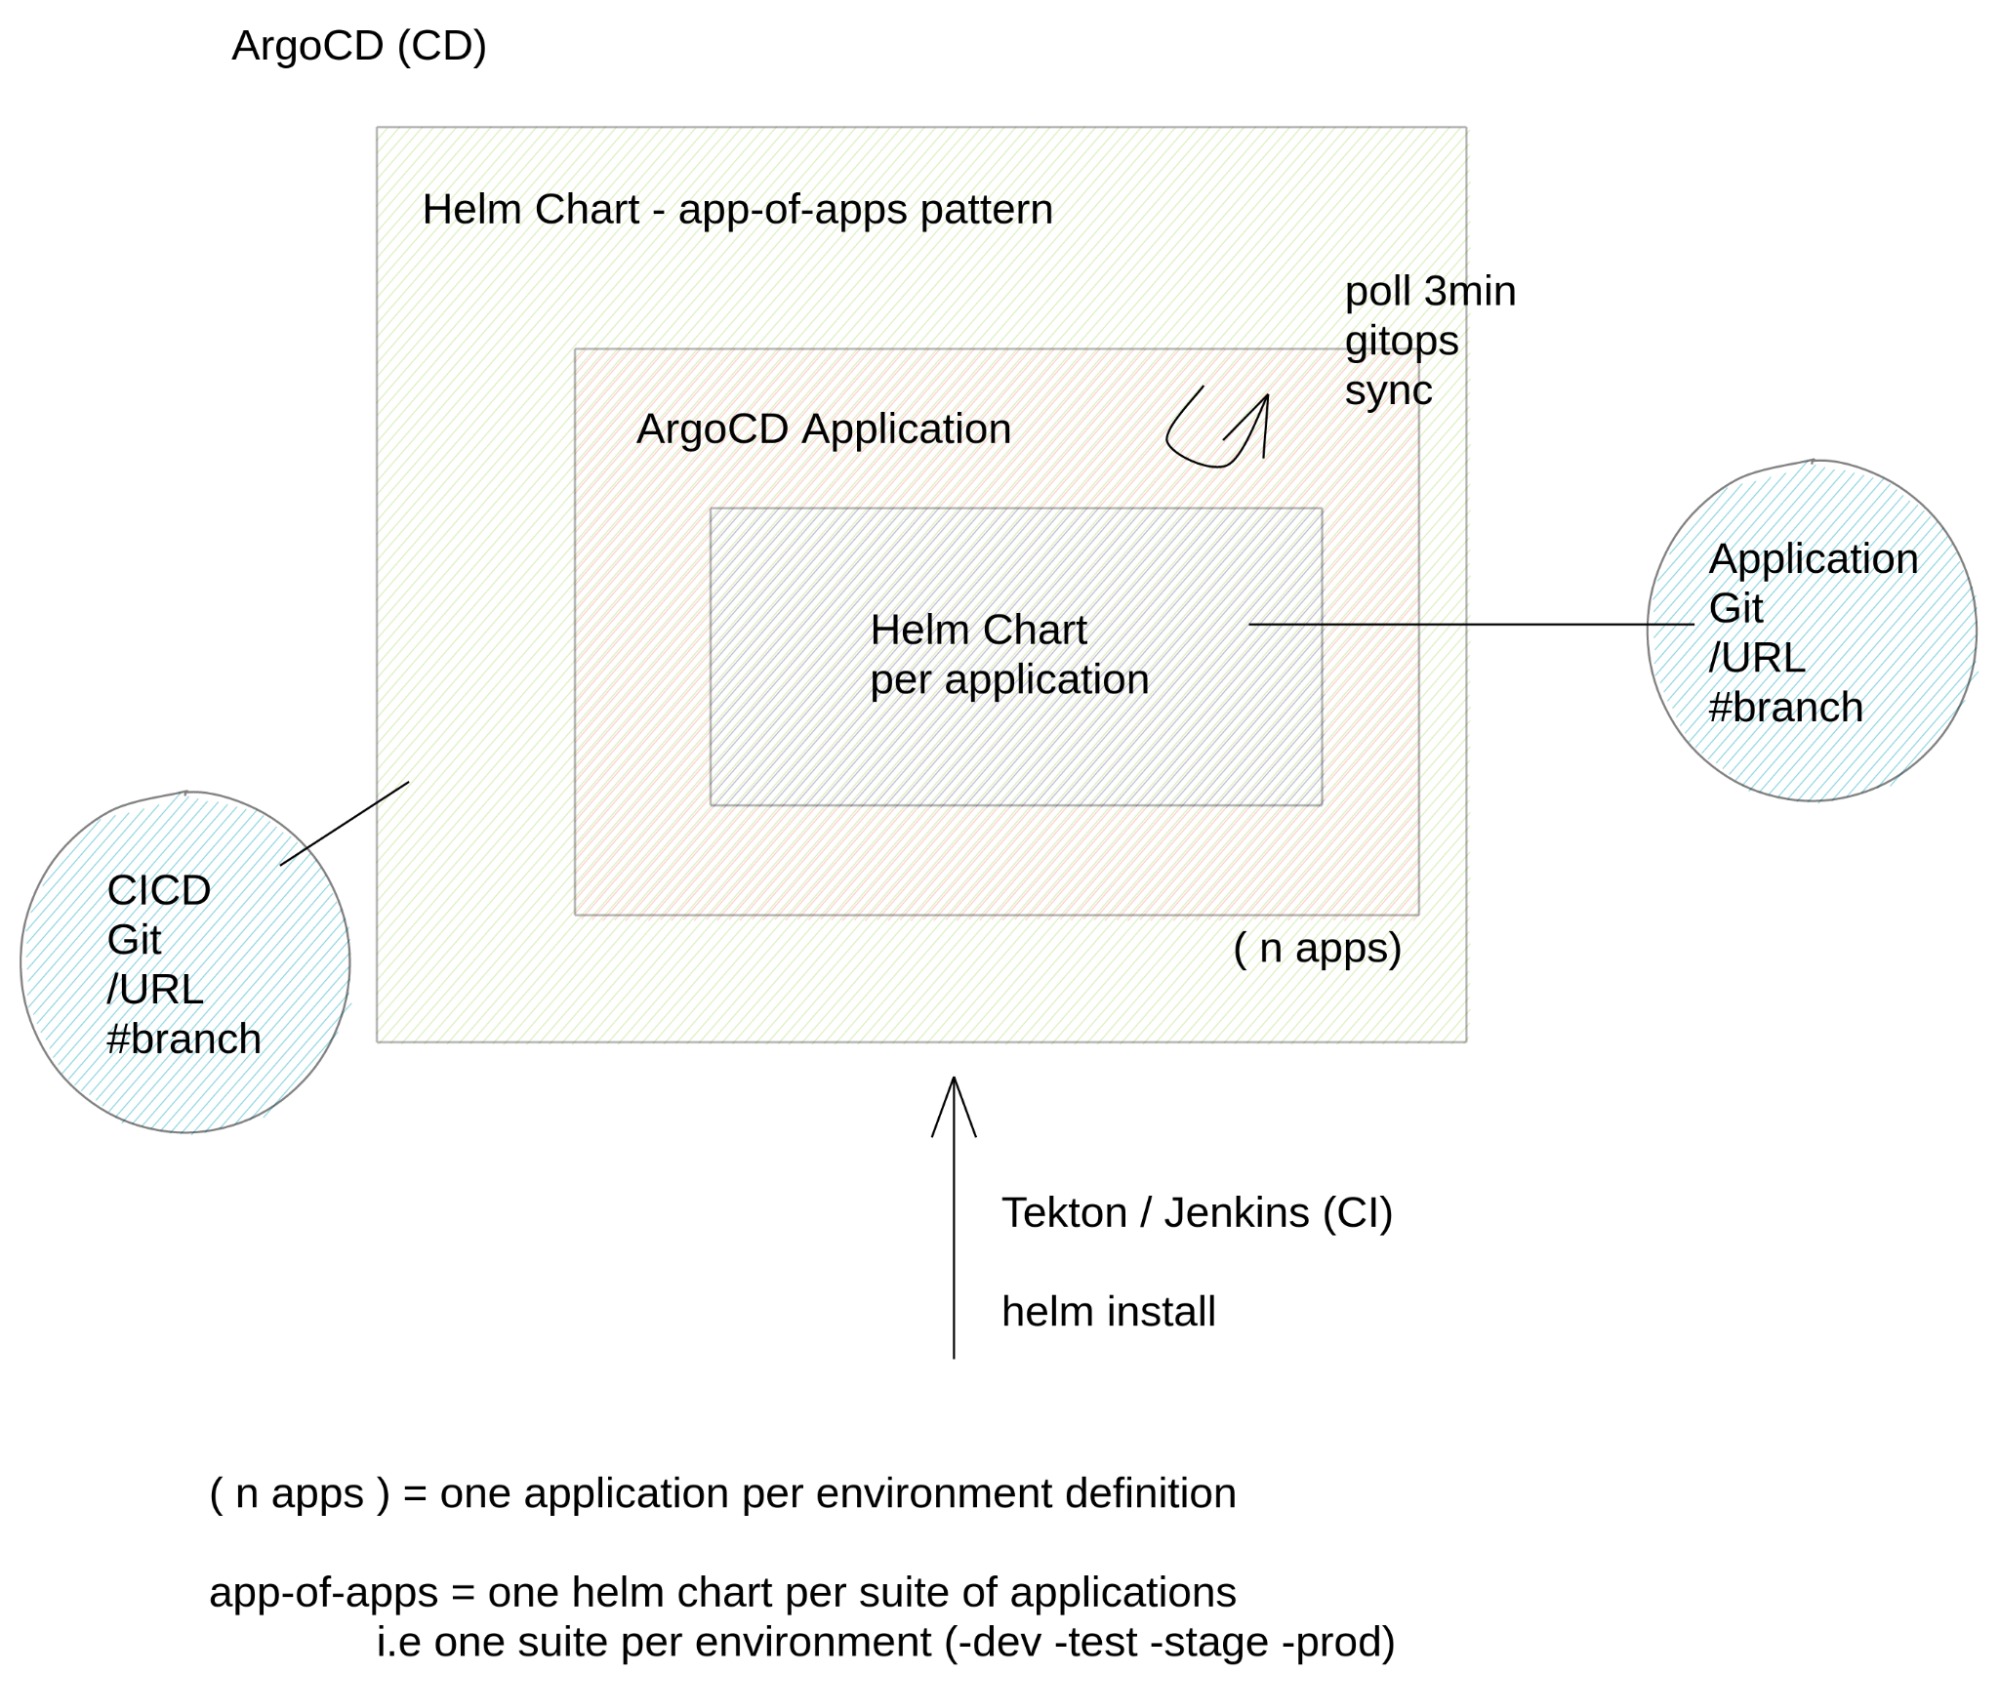 ArgoCD (CD)
Helm Chart - app-of-apps pattern
poll 3min
gitops
sync
ArgoCD Application
Helm Chart
per application
Application
Git
/URL
#branch
CICD
Git
/URL
#branch
( n apps)
Tekton / Jenkins (CI)
helm install
( n apps ) = one application per environment definition
app-of-apps = one helm chart per suite of applications
i.e one suite per environment (-dev -test -stage -prod)